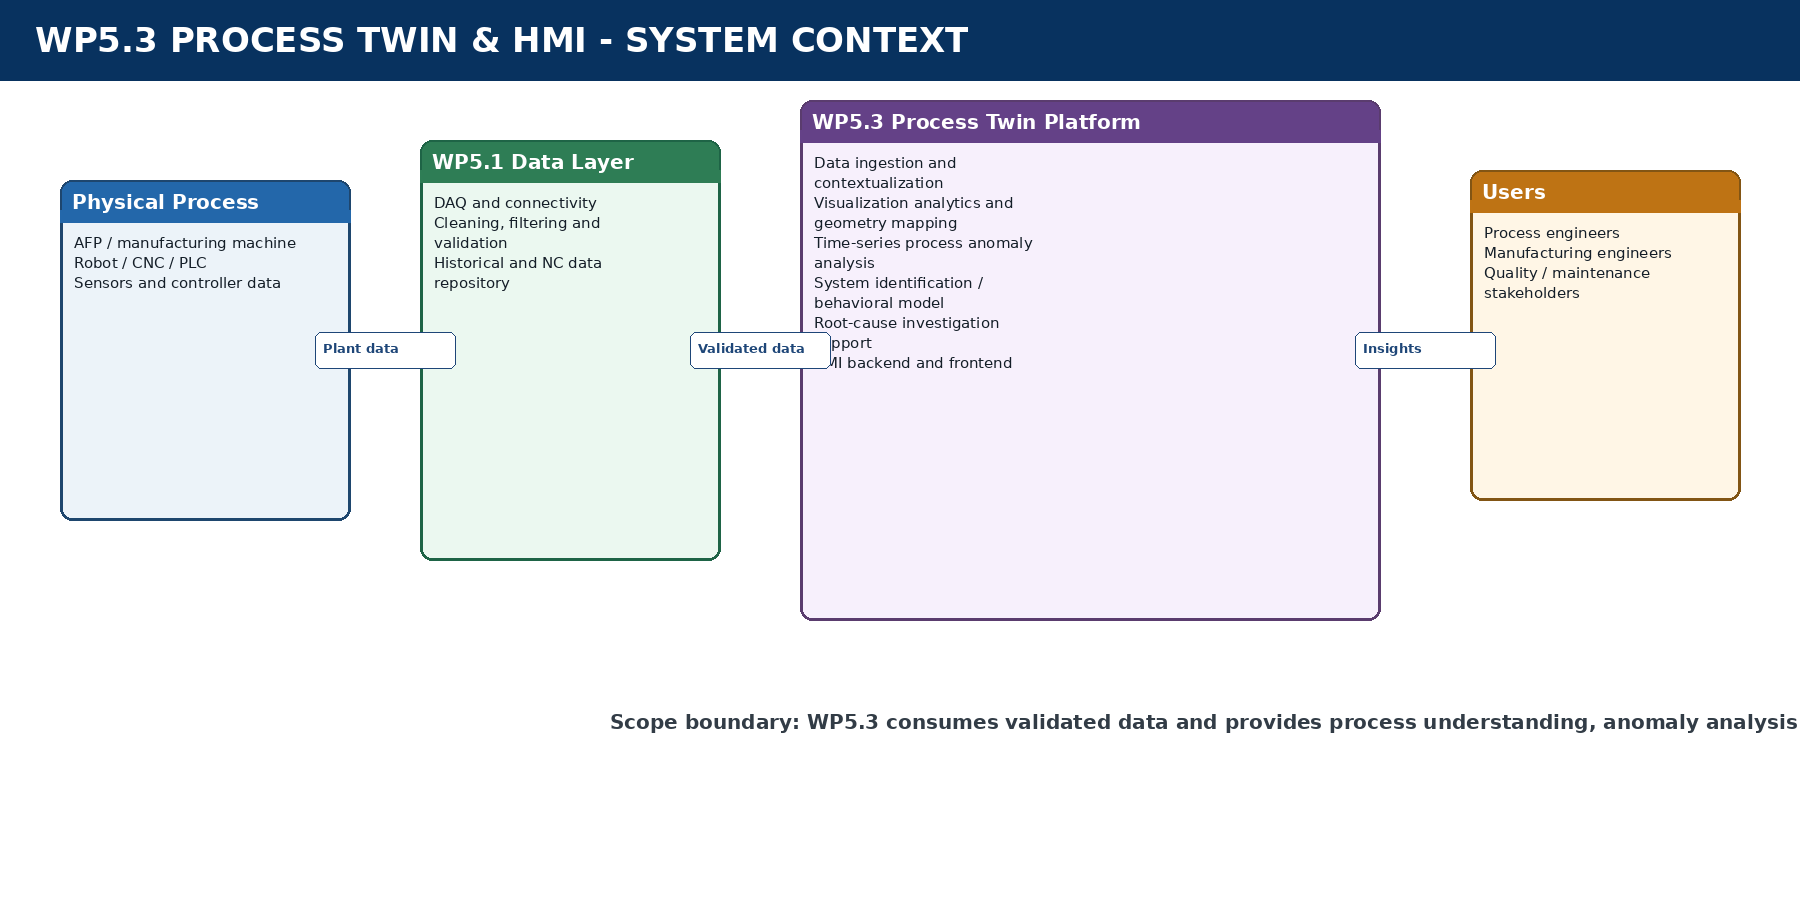 WP5.3 PROCESS TWIN & HMI - SYSTEM CONTEXT
Physical Process
AFP / manufacturing machine
Robot / CNC / PLC
Sensors and controller data
Plant data
WP5.1 Data Layer
DAQ and connectivity
Cleaning, filtering and
validation
Historical and NC data
repository
Validated data
WP5.3 Process Twin Platform
Data ingestion and
contextualization
Visualization analytics and
geometry mapping
Time-series process anomaly
analysis
System identification /
behavioral model
Root-cause investigation
pport
MI backend and frontend
Insights
Users
Process engineers
Manufacturing engineers
Quality / maintenance
stakeholders
Scope boundary: WP5.3 consumes validated data and provides process understanding, anomaly analysis